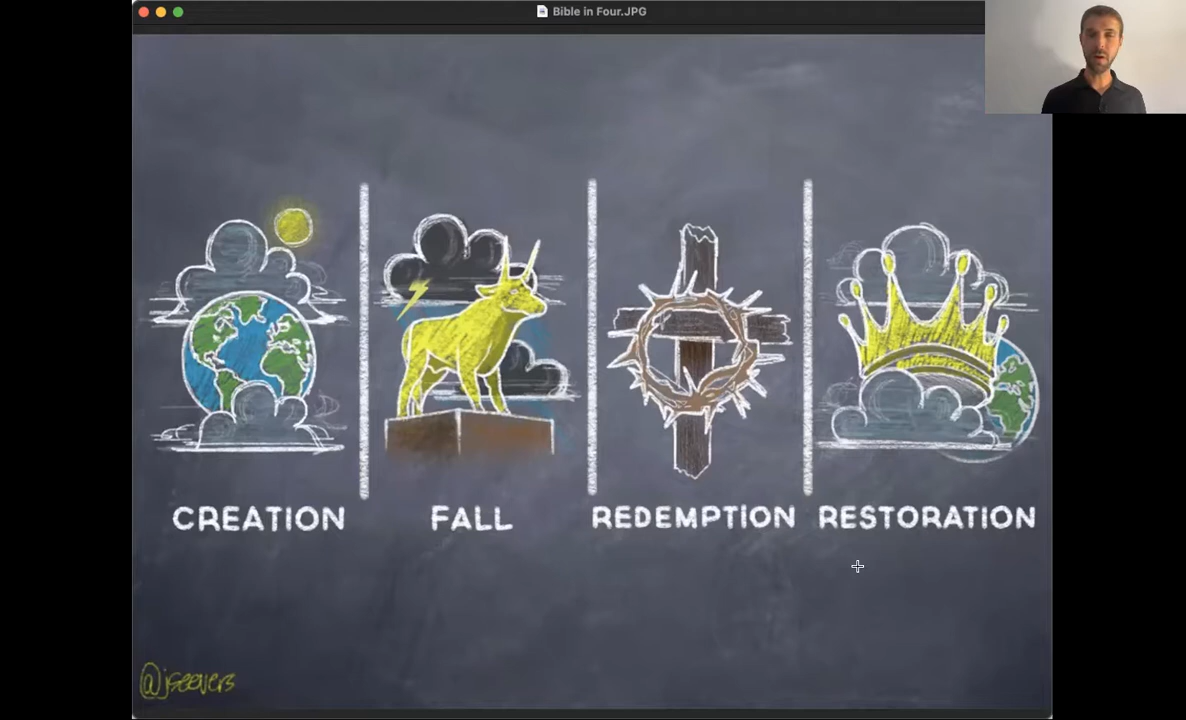 Bible in Four.JPG
CREATION
FALL
REDEMPTION
RESTORATION
@jseevers